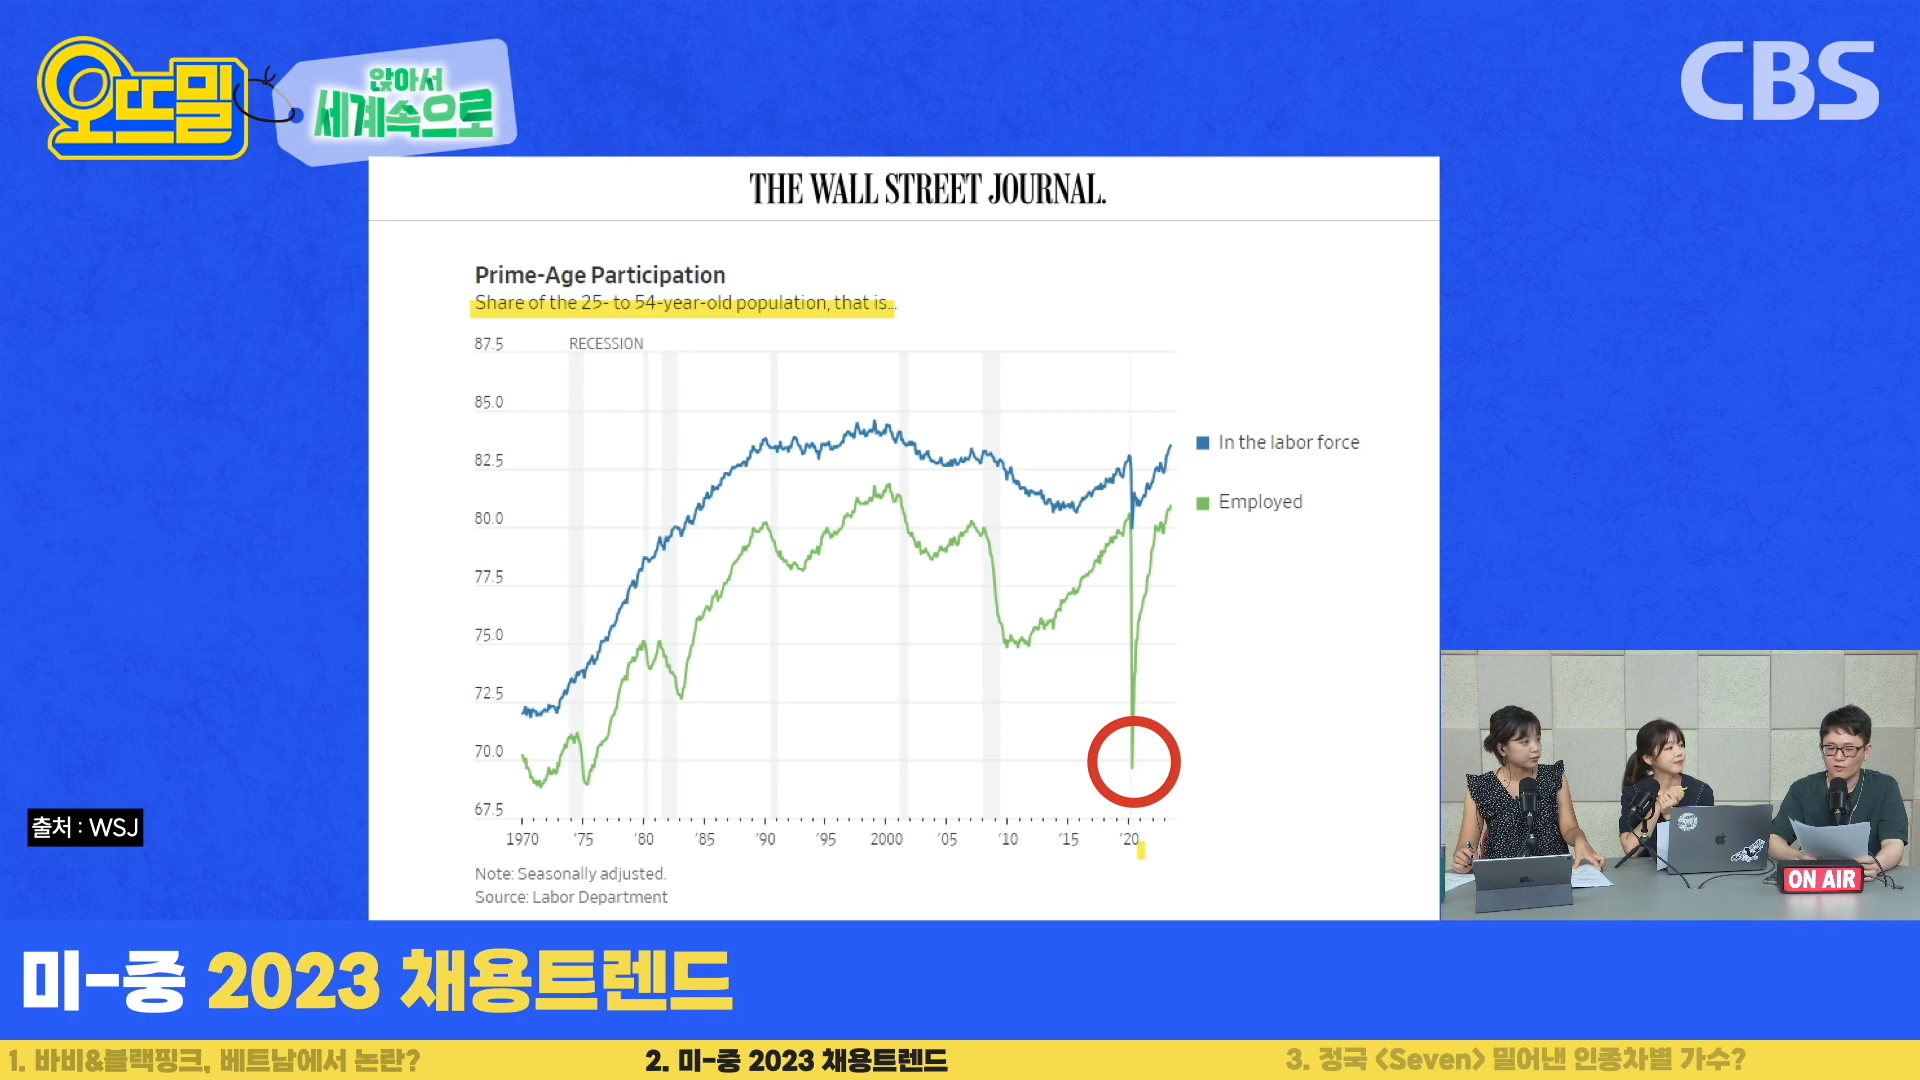 오뜨밀
앉아서
세계속으로
CBS
THE WALL STREET JOURNAL.
Prime-Age Participation
Share of the 25- to 54-year-old population, that is...
87.5
RECESSION
85.0
82.5
80.0
77.5
75.0
72.5
70.0
67.5
In the labor force
Employed
1970 '75 '80 '85 '90 '95 2000 '05 '10 '15 '20
Note: Seasonally adjusted.
Source: Labor Department
출처 : WSJ
ON AIR
미-중 2023 채용트렌드
1. 바비&블랙핑크, 베트남에서 논란?
2. 미-중 2023 채용트렌드
3. 정국 <Seven> 밀어낸 인종차별 가수?